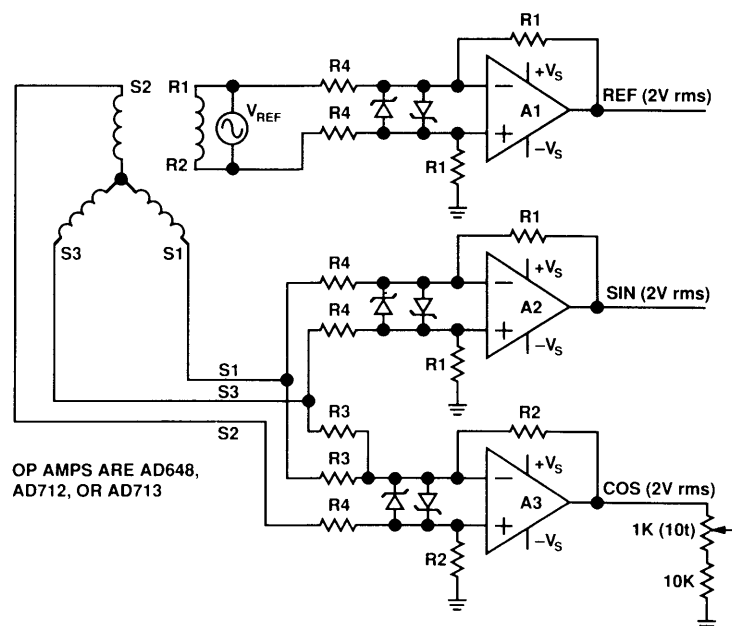 R1
S2
R1
R4
+VS
VREF
R4
A1
REF (2V rms)
R2
R1
−VS
R1
S3
S1
R4
+VS
R4
A2
SIN (2V rms)
R1
−VS
S1
S3
S2
R3
R2
R3
+VS
OP AMPS ARE AD648,
AD712, OR AD713
R4
A3
COS (2V rms)
1K (10t)
R2
−VS
10K